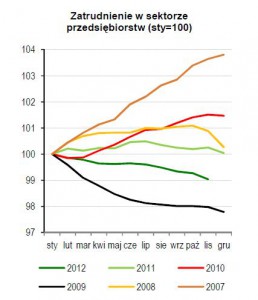 Zatrudnienie w sektorze
przedsiębiorstw (sty=100)
104
103
102
101
100
99
98
97
sty lut mar kwi maj cze lip sie wrz paź lis gru
2012 2011 2010
2009 2008 2007